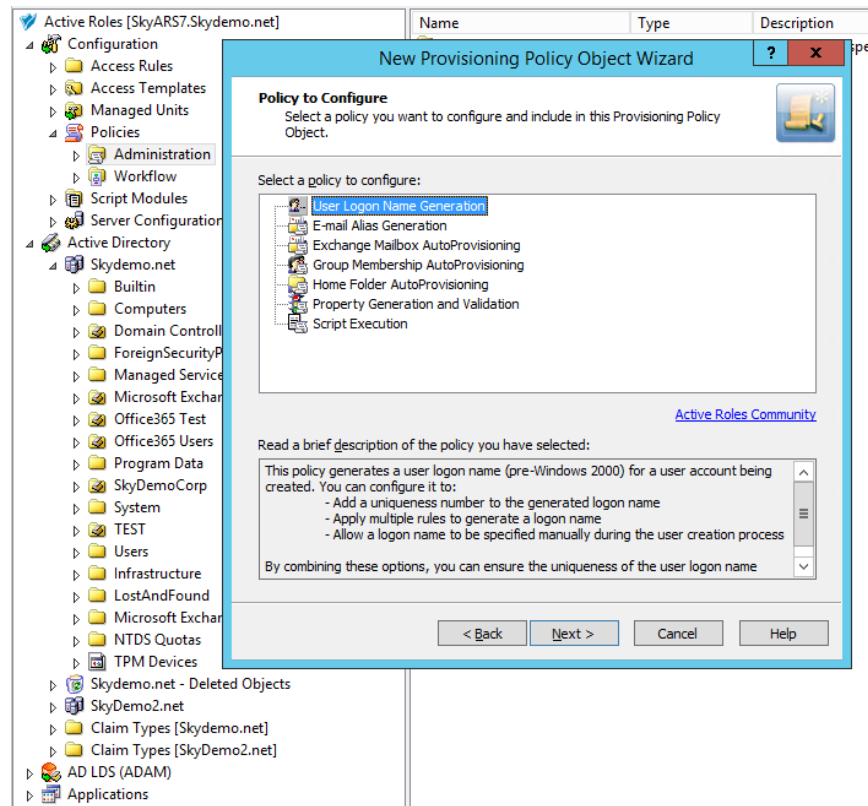 Active Roles [SkyARS7.Skydemo.net]
Configuration
Access Rules
Access Templates
Managed Units
Policies
Administration
Workflow
Script Modules
Server Configuration
Active Directory
Skydemo.net
Builtin
Computers
Domain Controll
ForeignSecurityP
Managed Service
Microsoft Exchar
Office365 Test
Office365 Users
Program Data
SkyDemoCorp
System
TEST
Users
Infrastructure
LostAndFound
Microsoft Exchar
NTDS Quotas
TPM Devices
Skydemo.net - Deleted Objects
SkyDemo2.net
Claim Types [Skydemo.net]
Claim Types [SkyDemo2.net]
AD LDS (ADAM)
Applications
Name Type Description
spe
New Provisioning Policy Object Wizard ? x
Policy to Configure
Select a policy you want to configure and include in this Provisioning Policy
Object.
Select a policy to configure:
User Logon Name Generation
E-mail Alias Generation
Exchange Mailbox AutoProvisioning
Group Membership AutoProvisioning
Home Folder AutoProvisioning
Property Generation and Validation
Script Execution
Active Roles Community
Read a brief description of the policy you have selected:
This policy generates a user logon name (pre-Windows 2000) for a user account being
created. You can configure it to:
- Add a uniqueness number to the generated logon name
- Apply multiple rules to generate a logon name
- Allow a logon name to be specified manually during the user creation process
By combining these options, you can ensure the uniqueness of the user logon name
< Back Next > Cancel Help